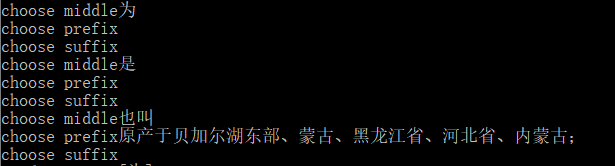 choose middle为
choose prefix
choose suffix
choose middle是
choose prefix
choose suffix
choose middle也叫
choose prefix原产于贝加尔湖东部、蒙古、黑龙江省、河北省、内蒙古；
choose suffix